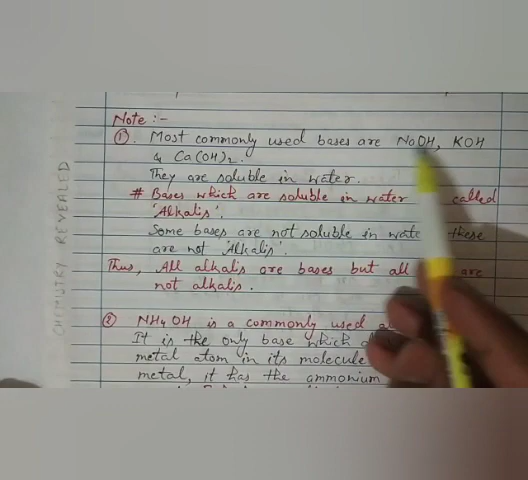 Note :-
①. Most commonly used bases are NaOH, KOH
& Ca(OH)2.
They are soluble in water.
# Bases which are soluble in water called
'Alkalis'.
Some bases are not soluble in wate these
are not 'Alkalis'.
Thus, All alkalis are bases but all are
not alkalis.
② NH4OH is a commonly used
It is the only base which
metal atom in its molecule
metal, it has the ammonium
CHEMISTRY REVEALED